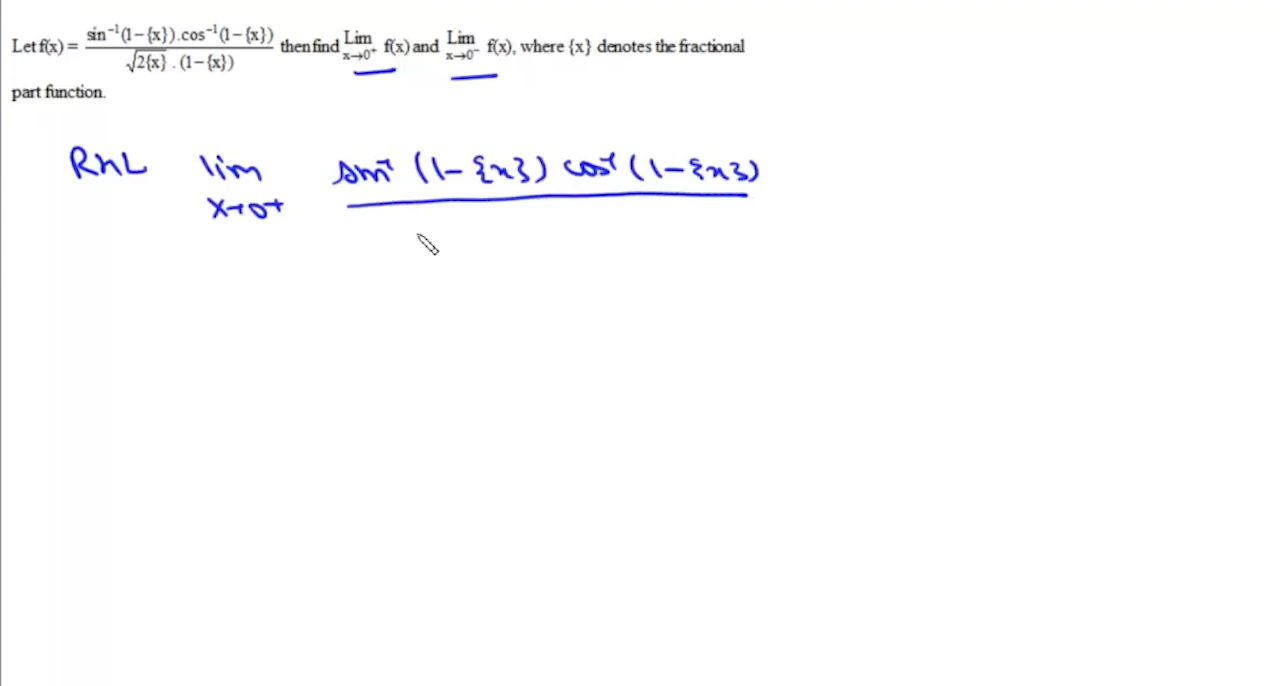 Let f(x) = sin⁻¹(1−{x}).cos⁻¹(1−{x}) / √2{x} . (1−{x}) then find Lim x→0⁺ f(x) and Lim x→0⁻ f(x), where {x} denotes the fractional
part function.
RHL lim x→0+ sin⁻¹ (1−{x}) cos⁻¹ (1−{x})